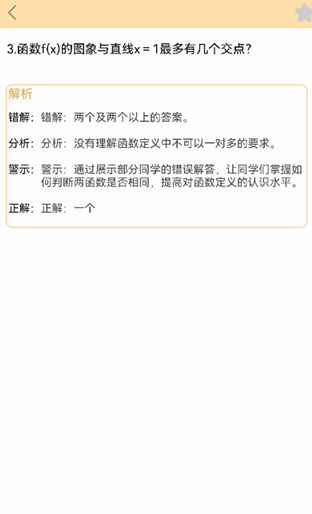 3.函数f(x)的图象与直线x＝1最多有几个交点？
解析
错解：错解：两个及两个以上的答案。
分析：分析：没有理解函数定义中不可以一对多的要求。
警示：警示：通过展示部分同学的错误解答，让同学们掌握如
何判断两函数是否相同，提高对函数定义的认识水平。
正解：正解：一个